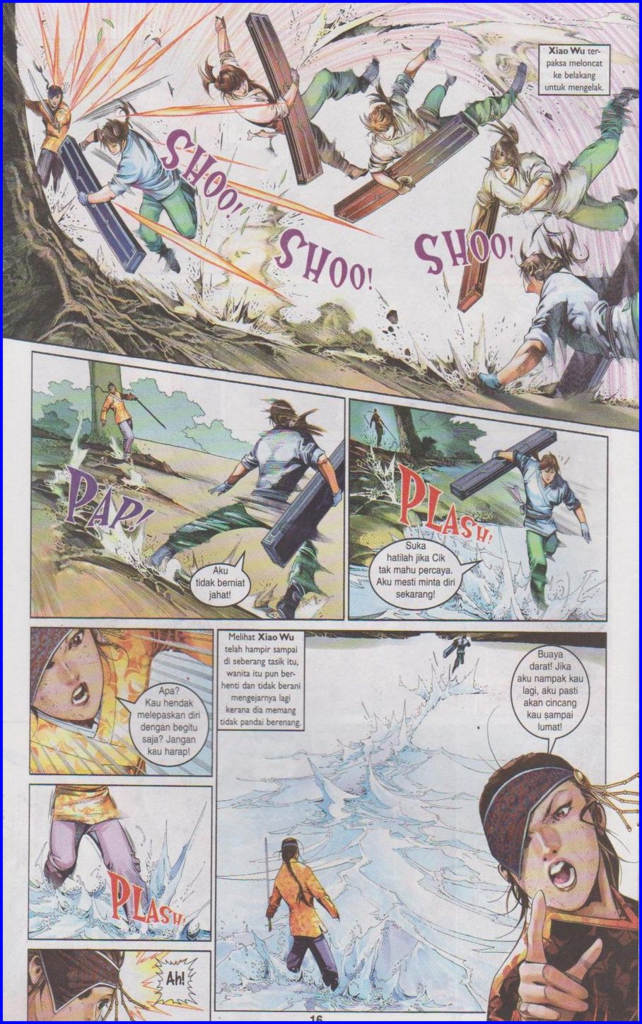 Xiao Wu ter-
paksa meloncat
ke belakang
untuk mengelak.
SHOO!
SHOO!
SHOO!
PAP!
Aku
tidak berniat
jahat!
PLASH!
Suka
hatilah jika Cik
tak mahu percaya.
Aku mesti minta diri
sekarang!
Apa?
Kau hendak
melepaskan diri
dengan begitu
saja? Jangan
kau harap!
Melihat Xiao Wu
telah hampir sampai
di seberang tasik itu,
wanita itu pun ber-
henti dan tidak berani
mengejarnya lagi
kerana dia memang
tidak pandai berenang.
Buaya
darat! Jika
aku nampak kau
lagi, aku pasti
akan cincang
kau sampai
lumat!
PLASH!
Ah!
16